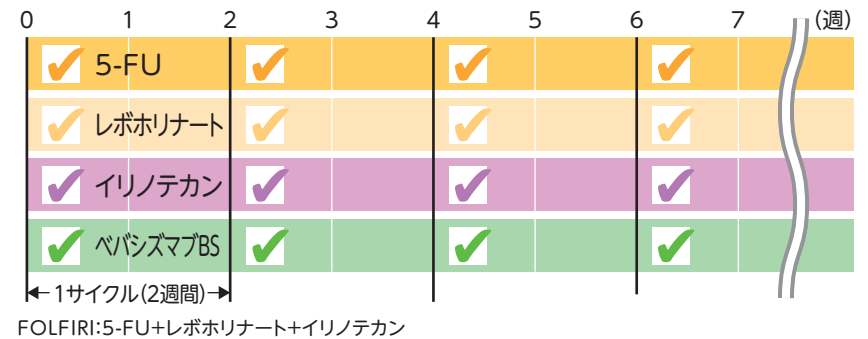 0 1 2 3 4 5 6 7 (週)
5-FU
レボホリナート
イリノテカン
ベバシズマブBS
1サイクル(2週間)
FOLFIRI:5-FU+レボホリナート+イリノテカン